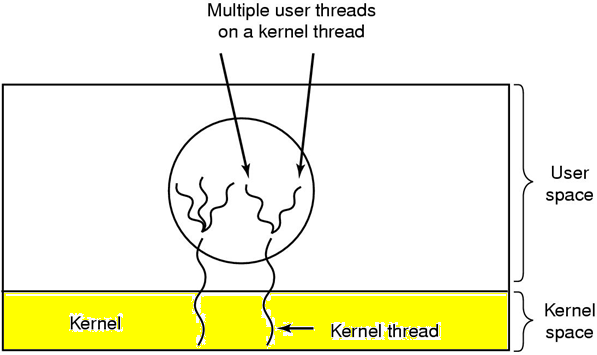 Multiple user threads
on a kernel thread
User
space
Kernel
Kernel thread
Kernel
space